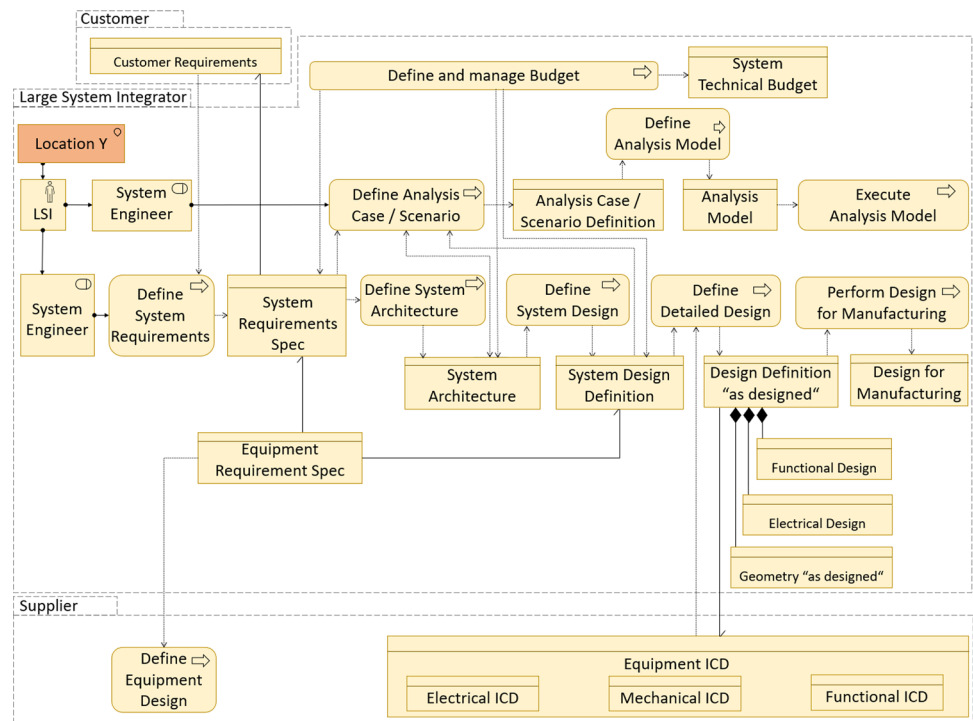 Customer
Customer Requirements
Large System Integrator
Define and manage Budget
System
Technical Budget
Location Y
Define
Analysis Model
LSI
System
Engineer
Define Analysis
Case / Scenario
Analysis Case /
Scenario Definition
Analysis
Model
Execute
Analysis Model
System
Engineer
Define
System
Requirements
System
Requirements
Spec
Define System
Architecture
Define
System Design
Define
Detailed Design
Perform Design
for Manufacturing
System
Architecture
System Design
Definition
Design Definition
“as designed“
Design for
Manufacturing
Equipment
Requirement Spec
Functional Design
Electrical Design
Geometry “as designed“
Supplier
Define
Equipment
Design
Equipment ICD
Electrical ICD
Mechanical ICD
Functional ICD